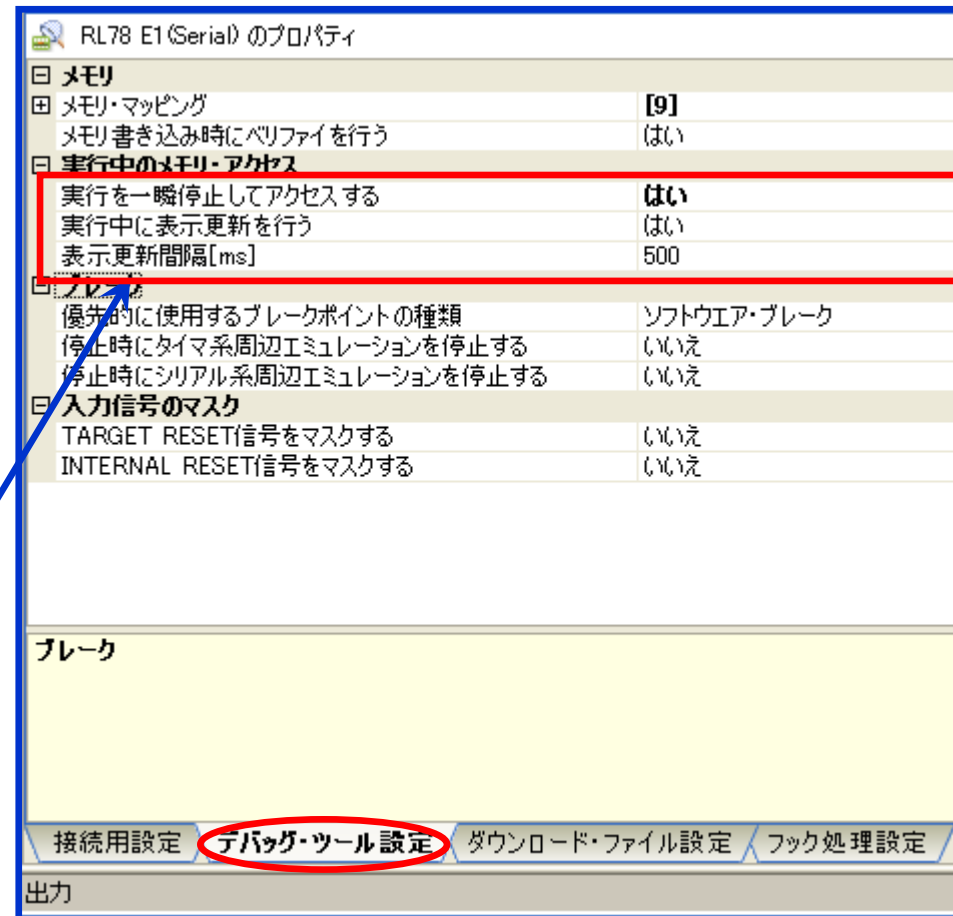 RL78 E1(Serial) のプロパティ
メモリ
メモリ・マッピング [9]
メモリ書き込み時にベリファイを行う はい
実行中のメモリ・アクセス
実行を一瞬停止してアクセスする はい
実行中に表示更新を行う はい
表示更新間隔[ms] 500
ブレーク
優先的に使用するブレークポイントの種類 ソフトウエア・ブレーク
停止時にタイマ系周辺エミュレーションを停止する いいえ
停止時にシリアル系周辺エミュレーションを停止する いいえ
入力信号のマスク
TARGET RESET信号をマスクする いいえ
INTERNAL RESET信号をマスクする いいえ
ブレーク
接続用設定 デバッグ・ツール設定 ダウンロード・ファイル設定 フック処理設定
出力